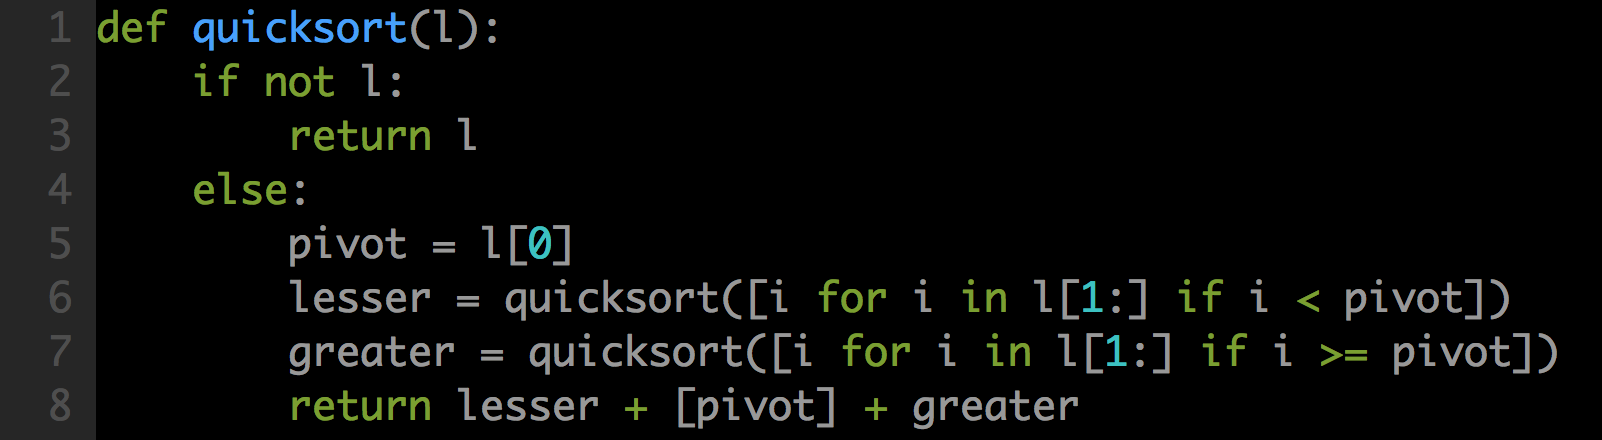 1 def quicksort(l):
2     if not l:
3         return l
4     else:
5         pivot = l[0]
6         lesser = quicksort([i for i in l[1:] if i < pivot])
7         greater = quicksort([i for i in l[1:] if i >= pivot])
8         return lesser + [pivot] + greater